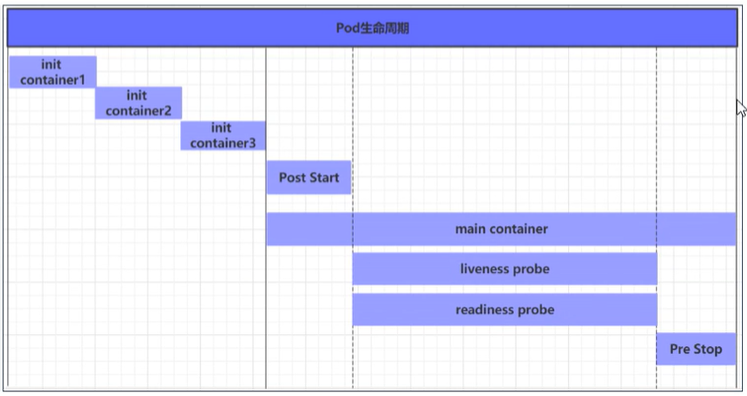 Pod生命周期
init
container1
init
container2
init
container3
Post Start
main container
liveness probe
readiness probe
Pre Stop